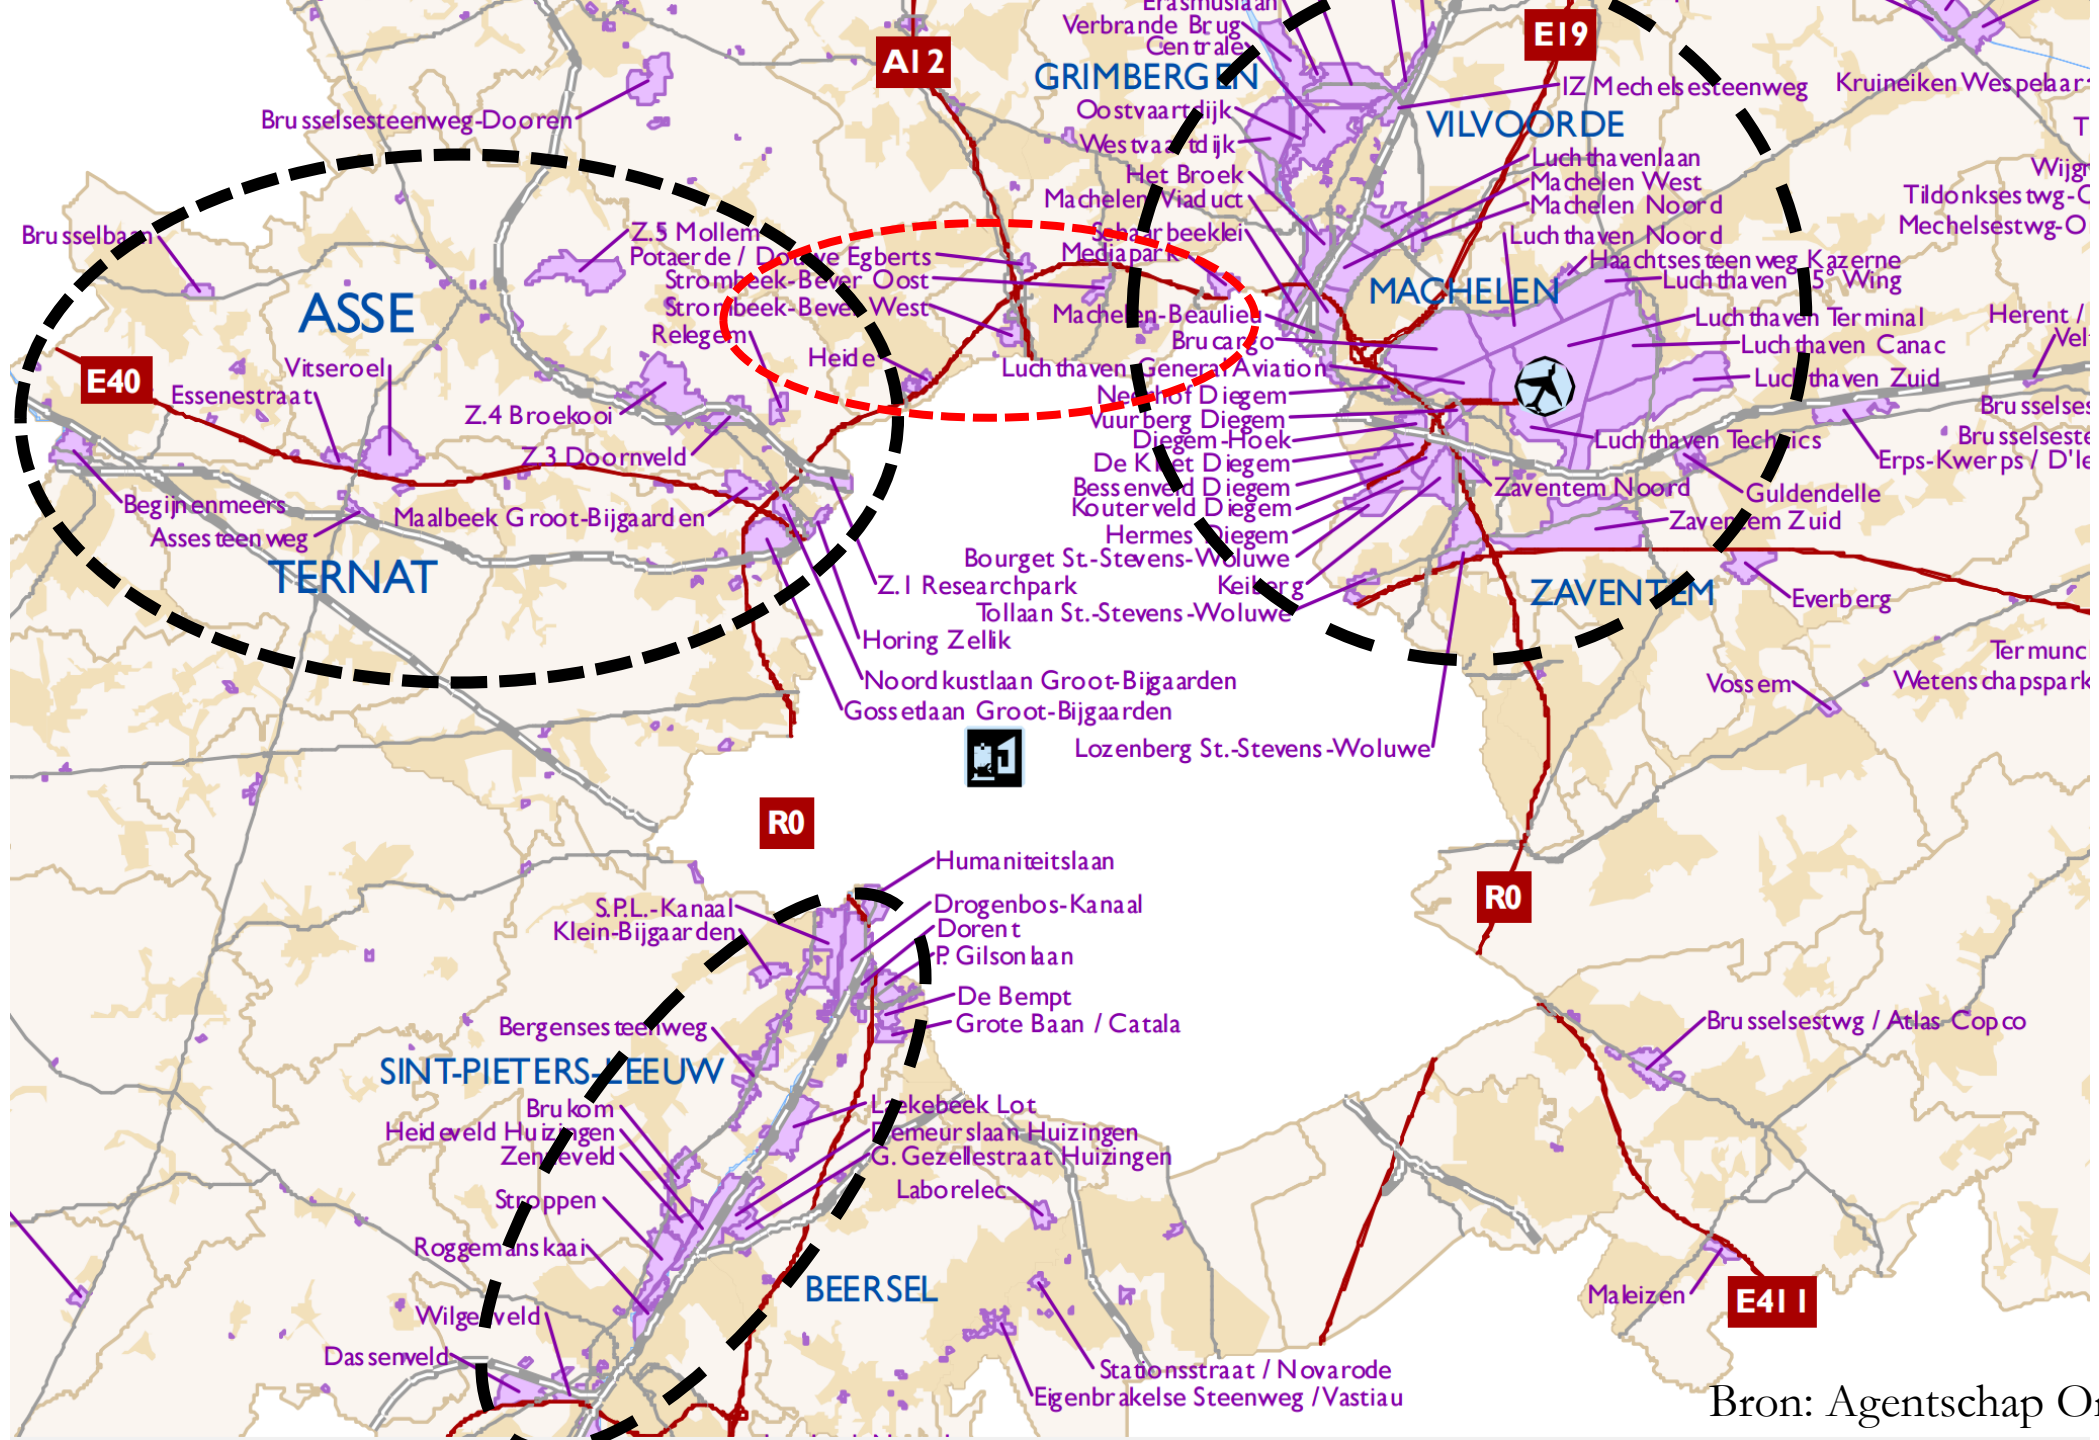 Erasmuslaan
Verbrande Brug
Centrale
GRIMBERGEN
Oostvaartdijk
Westvaartdijk
Het Broek
Machelen Viaduct
Schaarbeeklei
Mediapark
A12
E19
IZ Mechelsesteenweg
VILVOORDE
Luchthavenlaan
Machelen West
Machelen Noord
Luchthaven Noord
Haachtsesteenweg Kazerne
Luchthaven 15° Wing
MACHELEN
Luchthaven Terminal
Luchthaven Canac
Luchthaven Zuid
Luchthaven Technics
Kruineiken Wespelaar
Tildonksestwg-
Mechelsestwg-O
Herent /
Erps-Kwerps /
Brusselsesteenweg-Dooren
Brusselbaan
ASSE
Z.5 Mollem
Potaerde / Douwe Egberts
Strombeek-Bever Oost
Strombeek-Bever West
Relegem
Heide
E40
Vitseroel
Essenestraat
Z.4 Broekooi
Z.3 Doornveld
Begijnenmeers
Assesteenweg
Maalbeek Groot-Bijgaarden
TERNAT
Machelen-Beaulieu
Brucargo
Luchthaven General Aviation
Neerhof Diegem
Vuurberg Diegem
Diegem-Hoek
De Kleet Diegem
Bessenveld Diegem
Kouterveld Diegem
Hermes Diegem
Bourget St.-Stevens-Woluwe
Keiberg
Tollaan St.-Stevens-Woluwe
Zaventem Noord
Guldendelle
Zaventem Zuid
ZAVENTEM
Everberg
Z.1 Researchpark
Horing Zellik
Noordkustlaan Groot-Bijgaarden
Gossetlaan Groot-Bijgaarden
Lozenberg St.-Stevens-Woluwe
Vossem
Wetenschapspark
R0
R0
Humaniteitslaan
S.P.L.-Kanaal
Klein-Bijgaarden
Drogenbos-Kanaal
Dorent
P. Gilsonlaan
De Bempt
Grote Baan / Catala
Bergensesteenweg
SINT-PIETERS-LEEUW
Brukom
Heideveld Huizingen
Zenneveld
Stroppen
Roggemanskaai
Wilgenveld
Dassenveld
Laekebeek Lot
Demeurslaan Huizingen
G. Gezellestraat Huizingen
Laborelec
BEERSEL
Stationsstraat / Novarode
Eigenbrakelse Steenweg /Vastiau
Brusselsestwg / Atlas Copco
Maleizen
E411
Bron: Agentschap